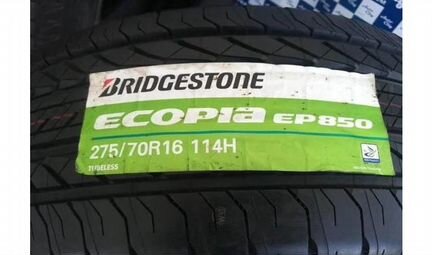 BRIDGESTONE
ECOPIA EP850
275/70R16 114H
TUBELESS